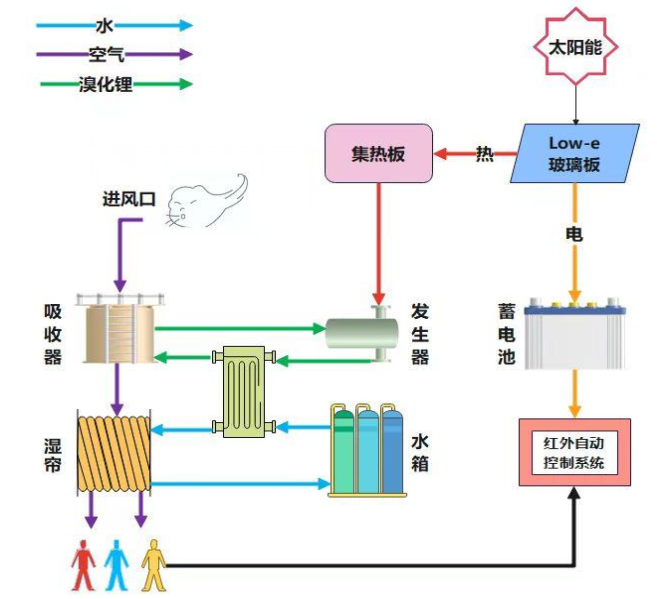 水
空气
溴化锂
太阳能
Low-e
玻璃板
集热板
热
进风口
电
吸收器
发生器
蓄电池
湿帘
水箱
红外自动
控制系统